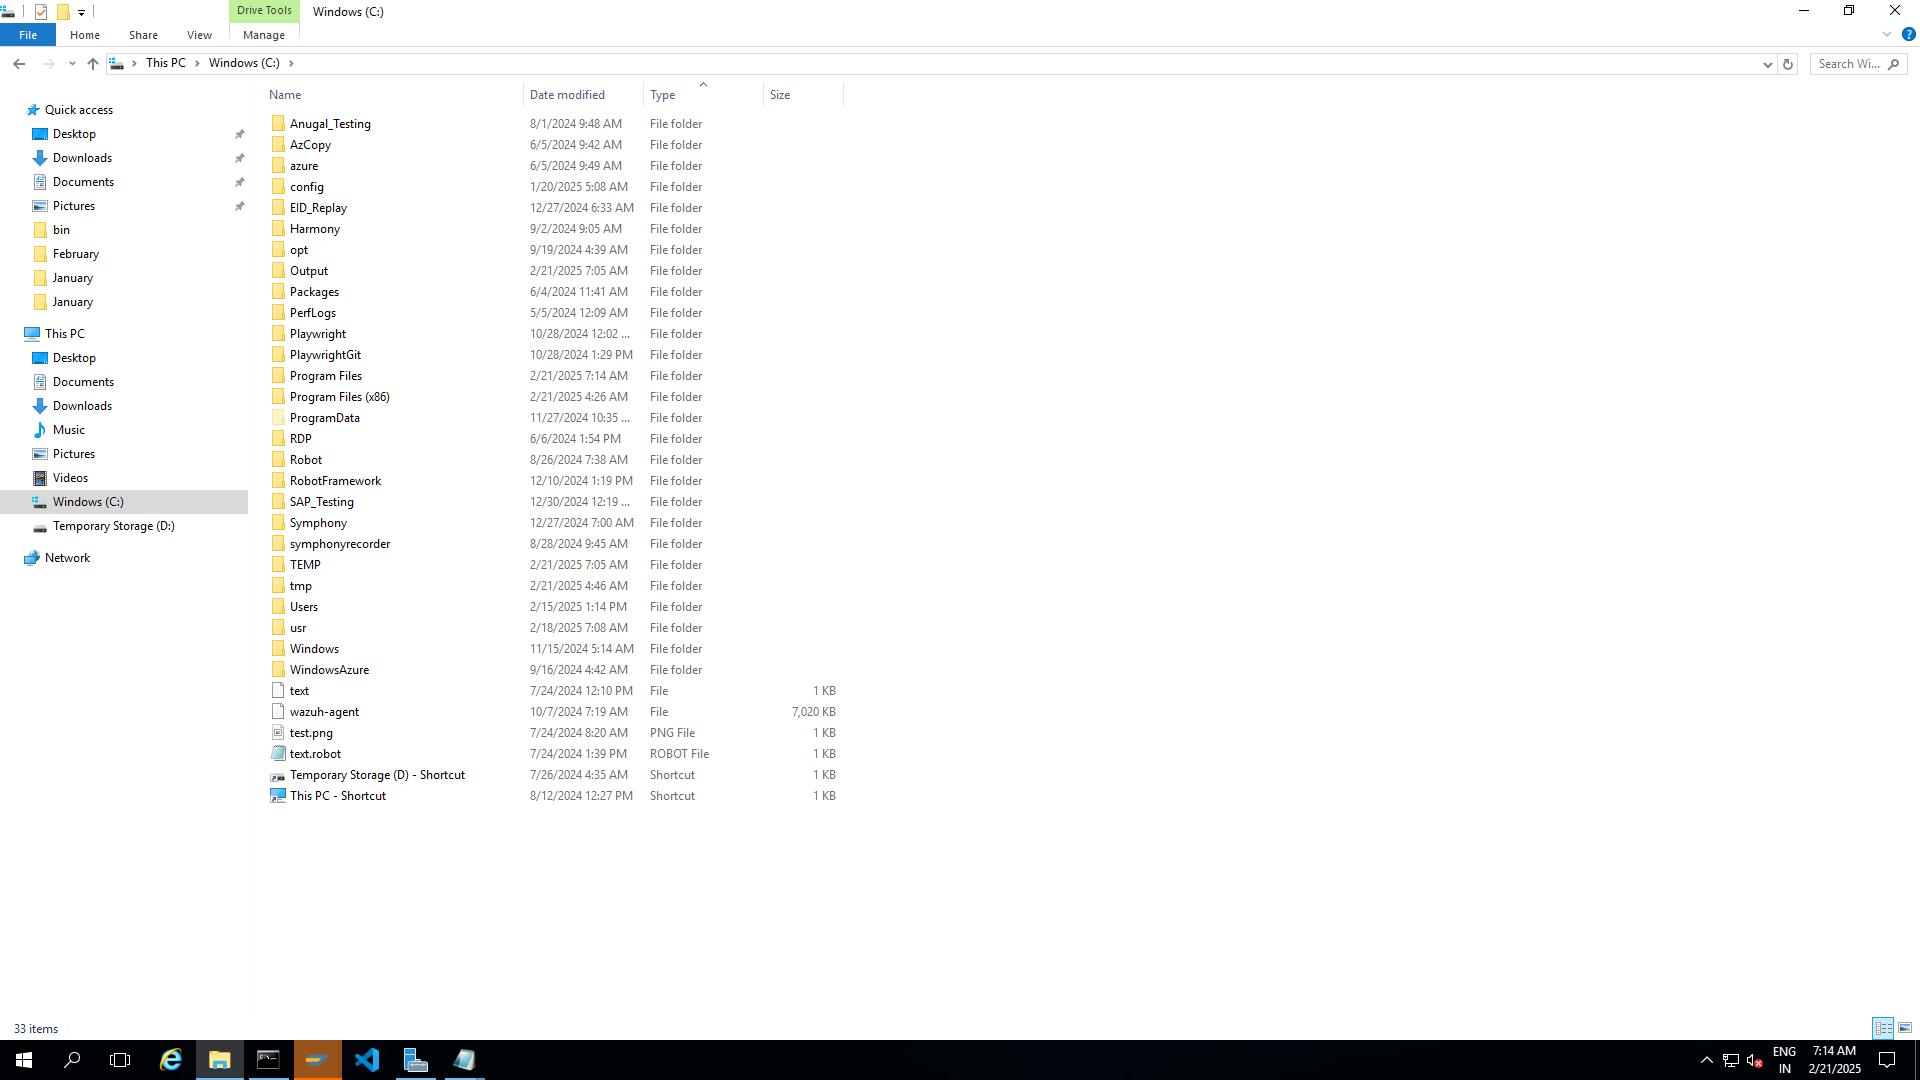 Drive Tools
Windows (C:)
File
Home
Share
View
Manage
This PC
Windows (C:)
Search Wi...
Name
Date modified
Type
Size
Quick access
Desktop
Downloads
Documents
Pictures
bin
February
January
January
This PC
Desktop
Documents
Downloads
Music
Pictures
Videos
Windows (C:)
Temporary Storage (D:)
Network
Anugal_Testing 8/1/2024 9:48 AM File folder
AzCopy 6/5/2024 9:42 AM File folder
azure 6/5/2024 9:49 AM File folder
config 1/20/2025 5:08 AM File folder
EID_Replay 12/27/2024 6:33 AM File folder
Harmony 9/2/2024 9:05 AM File folder
opt 9/19/2024 4:39 AM File folder
Output 2/21/2025 7:05 AM File folder
Packages 6/4/2024 11:41 AM File folder
PerfLogs 5/5/2024 12:09 AM File folder
Playwright 10/28/2024 12:02 ... File folder
PlaywrightGit 10/28/2024 1:29 PM File folder
Program Files 2/21/2025 7:14 AM File folder
Program Files (x86) 2/21/2025 4:26 AM File folder
ProgramData 11/27/2024 10:35 ... File folder
RDP 6/6/2024 1:54 PM File folder
Robot 8/26/2024 7:38 AM File folder
RobotFramework 12/10/2024 1:19 PM File folder
SAP_Testing 12/30/2024 12:19 ... File folder
Symphony 12/27/2024 7:00 AM File folder
symphonyrecorder 8/28/2024 9:45 AM File folder
TEMP 2/21/2025 7:05 AM File folder
tmp 2/21/2025 4:46 AM File folder
Users 2/15/2025 1:14 PM File folder
usr 2/18/2025 7:08 AM File folder
Windows 11/15/2024 5:14 AM File folder
WindowsAzure 9/16/2024 4:42 AM File folder
text 7/24/2024 12:10 PM File 1 KB
wazuh-agent 10/7/2024 7:19 AM File 7,020 KB
test.png 7/24/2024 8:20 AM PNG File 1 KB
text.robot 7/24/2024 1:39 PM ROBOT File 1 KB
Temporary Storage (D) - Shortcut 7/26/2024 4:35 AM Shortcut 1 KB
This PC - Shortcut 8/12/2024 12:27 PM Shortcut 1 KB
33 items
ENG
IN
7:14 AM
2/21/2025